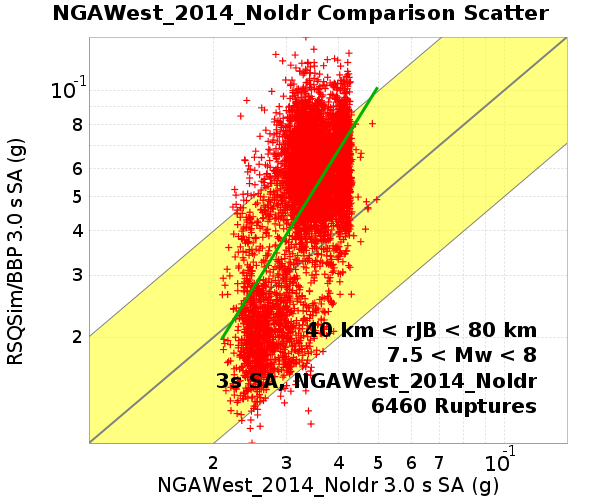 NGAWest_2014_NoIdr Comparison Scatter
RSQSim/BBP 3.0 s SA (g)
10-1
8
6
5
4
3
2
40 km < rJB < 80 km
7.5 < Mw < 8
3s SA, NGAWest_2014_NoIdr
6460 Ruptures
2 3 4 5 6 7 10-1
NGAWest_2014_NoIdr 3.0 s SA (g)